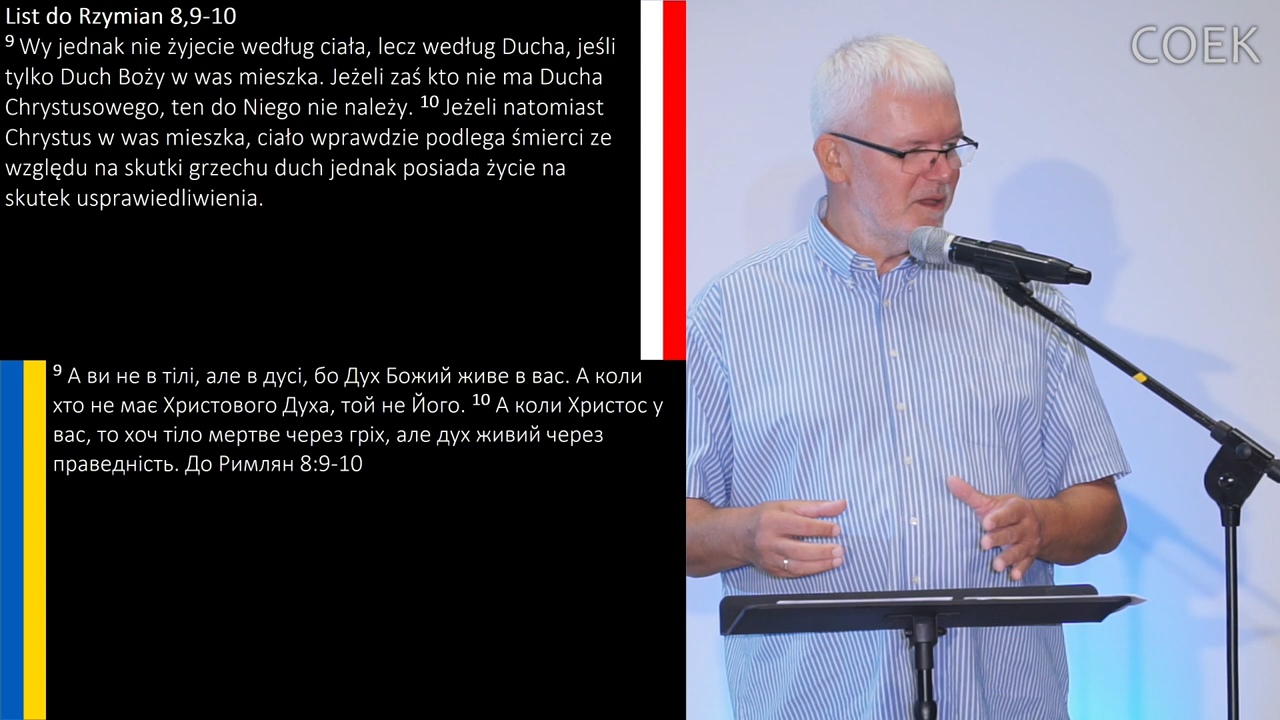 List do Rzymian 8,9-10
⁹ Wy jednak nie żyjecie według ciała, lecz według Ducha, jeśli
tylko Duch Boży w was mieszka. Jeżeli zaś kto nie ma Ducha
Chrystusowego, ten do Niego nie należy. ¹⁰ Jeżeli natomiast
Chrystus w was mieszka, ciało wprawdzie podlega śmierci ze
względu na skutki grzechu duch jednak posiada życie na
skutek usprawiedliwienia.
⁹ А ви не в тілі, але в дусі, бо Дух Божий живе в вас. А коли
хто не має Христового Духа, той не Його. ¹⁰ А коли Христос у
вас, то хоч тіло мертве через гріх, але дух живий через
праведність. До Римлян 8:9-10
COEK